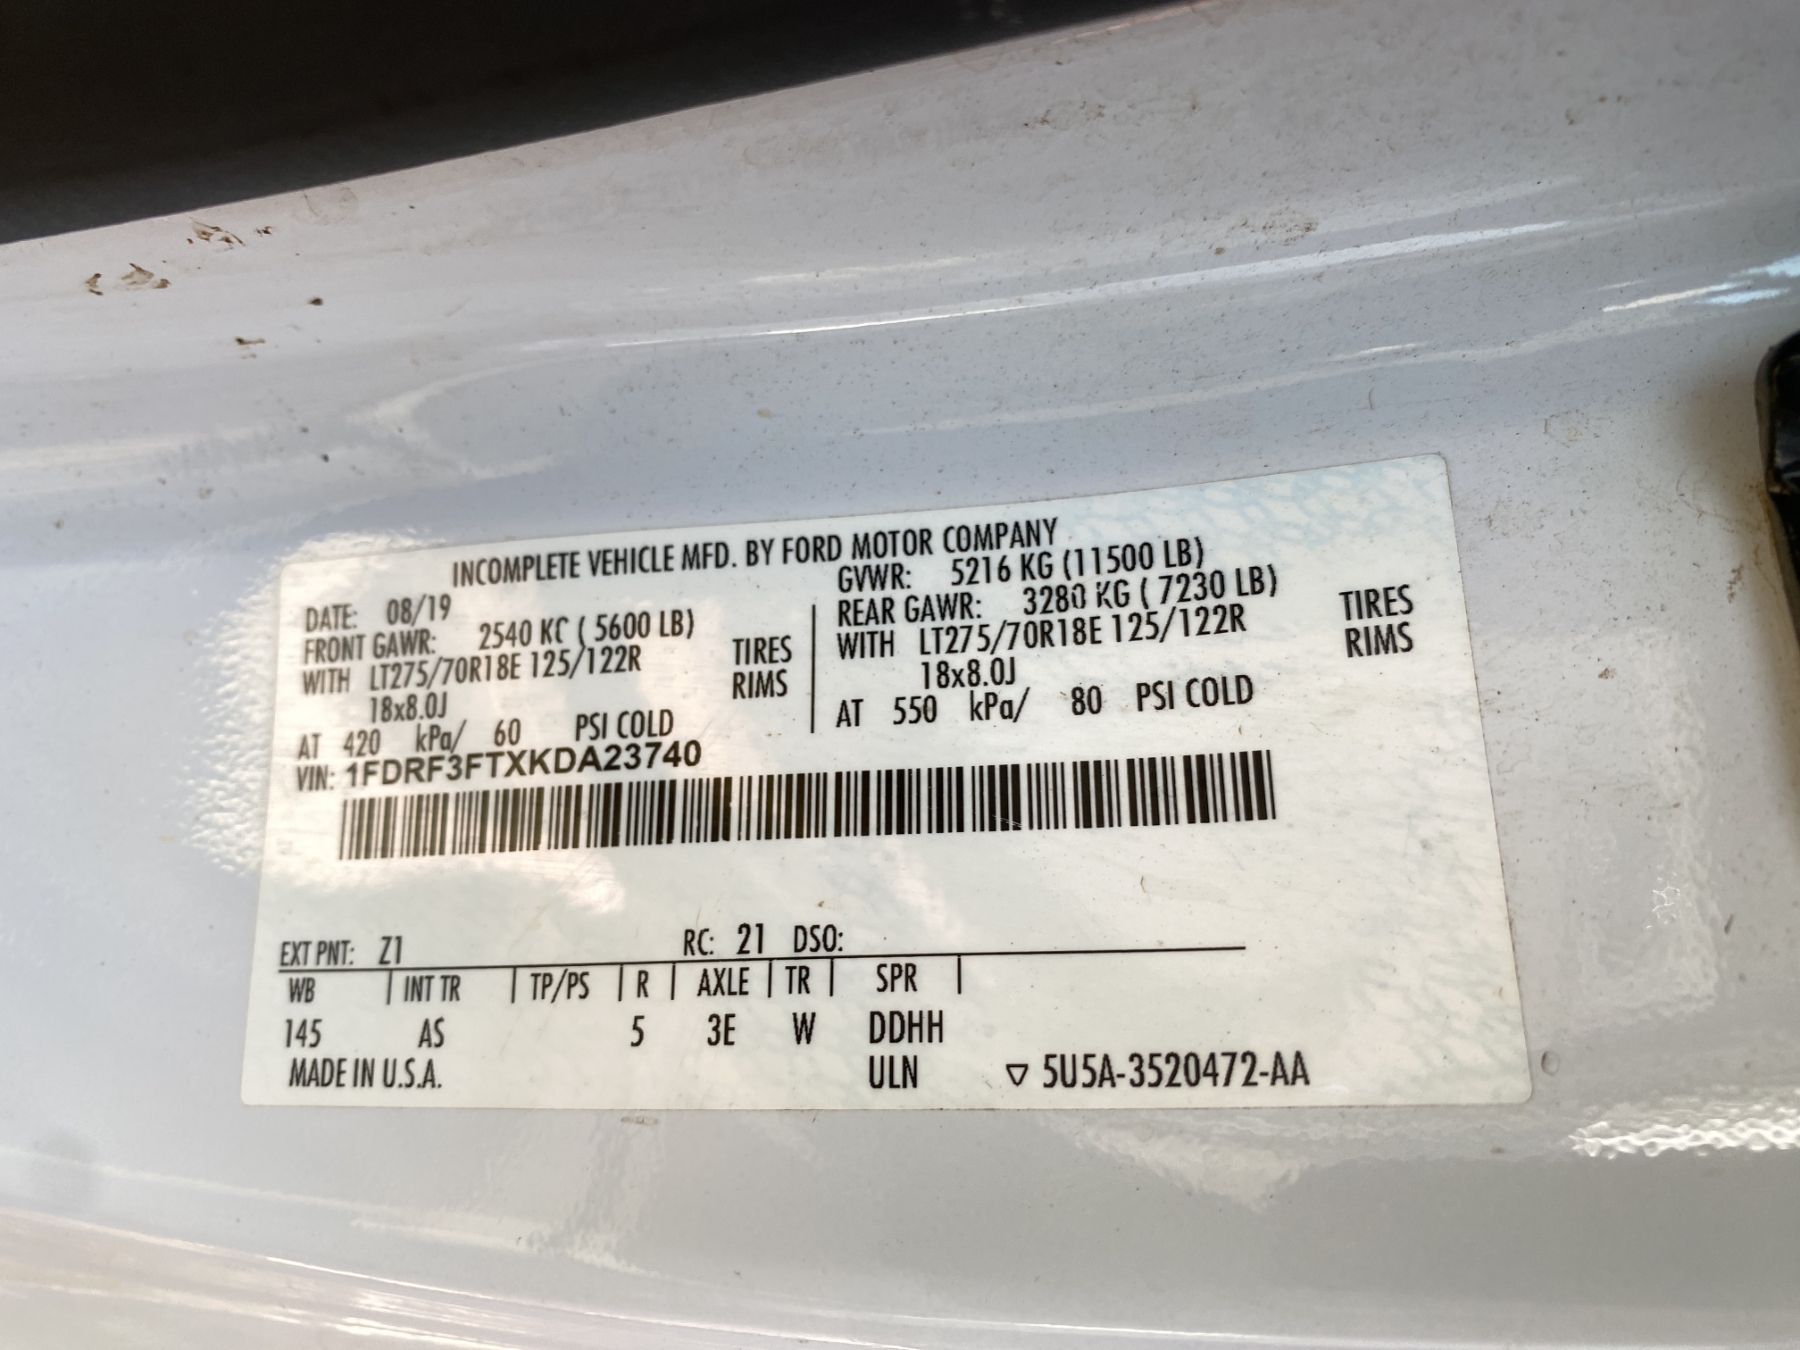 INCOMPLETE VEHICLE MFD. BY FORD MOTOR COMPANY
DATE: 08/19
FRONT GAWR: 2540 KG ( 5600 LB)
WITH LT275/70R18E 125/122R TIRES
18x8.0J RIMS
AT 420 kPa/ 60 PSI COLD
GVWR: 5216 KG (11500 LB)
REAR GAWR: 3280 KG ( 7230 LB)
WITH LT275/70R18E 125/122R TIRES
18x8.0J RIMS
AT 550 kPa/ 80 PSI COLD
VIN: 1FDRF3FTXKDA23740
EXT PNT: Z1 RC: 21 DSO:
WB | INT TR | TP/PS | R | AXLE | TR | SPR |
145 AS 5 3E W DDHH
MADE IN U.S.A. ULN ▽ 5U5A-3520472-AA